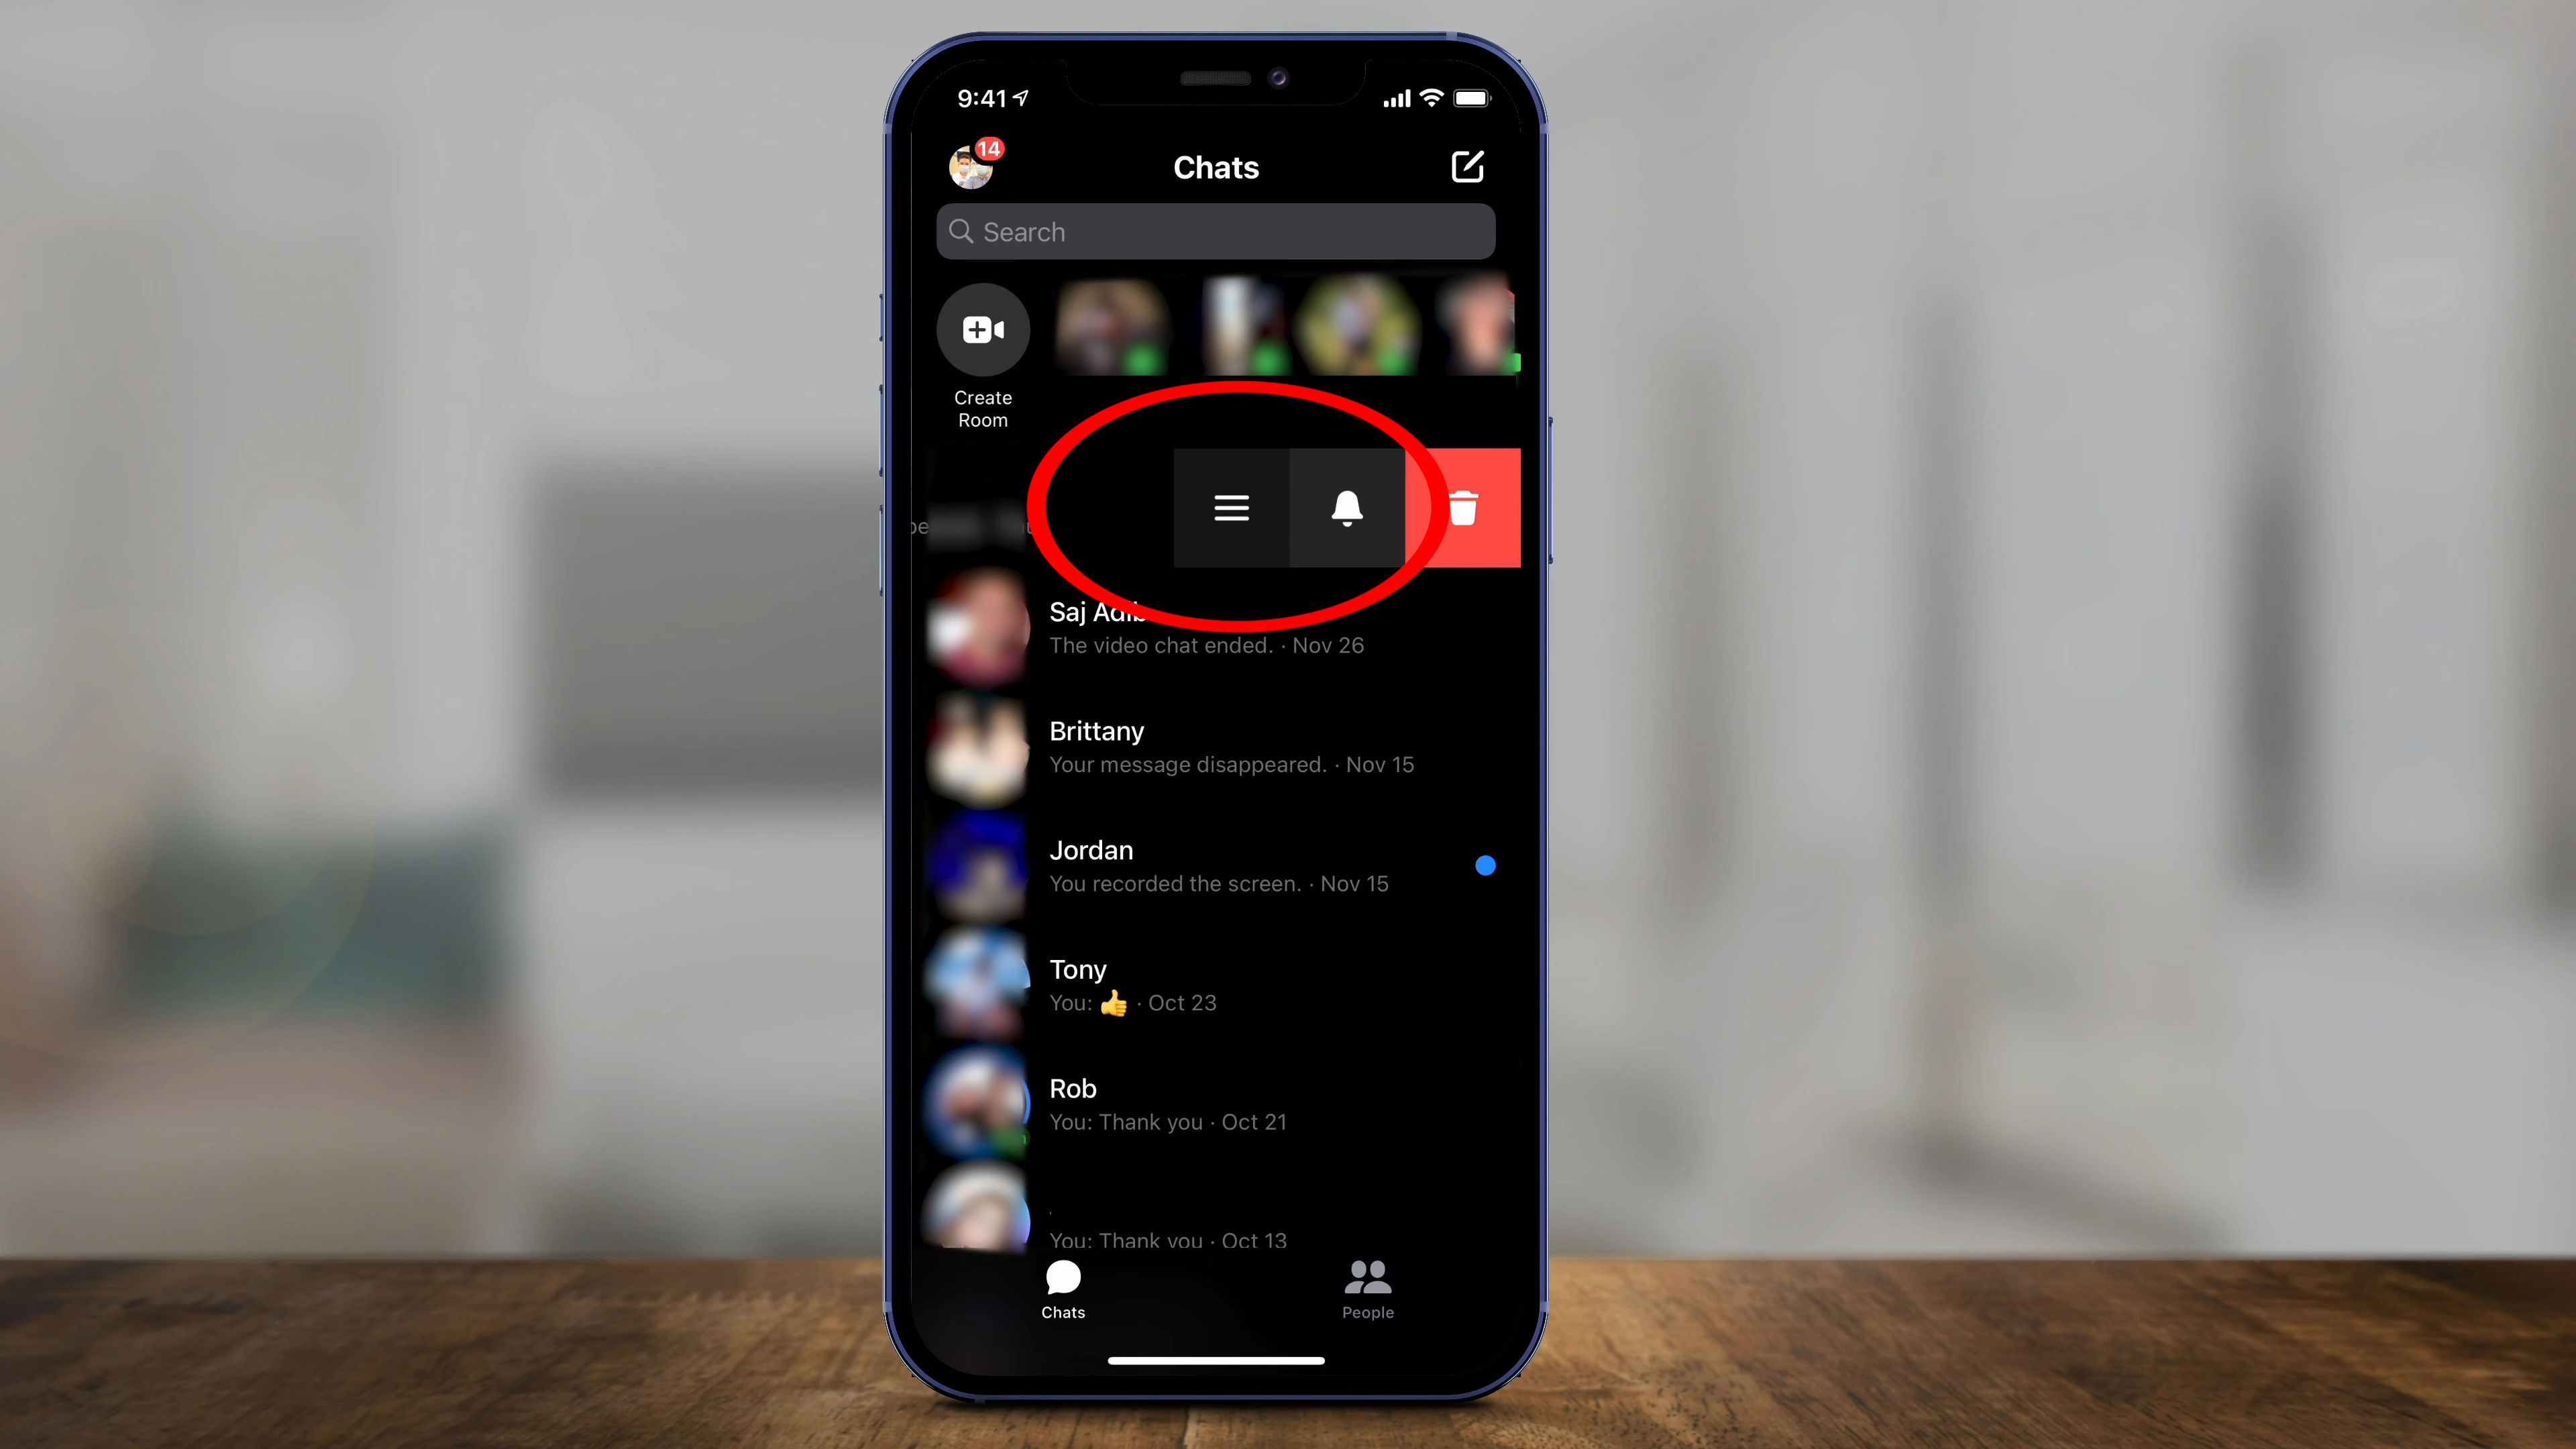 9:41
14
Chats
Search
Create
Room
Saj
The video chat ended. · Nov 26
Brittany
Your message disappeared. · Nov 15
Jordan
You recorded the screen. · Nov 15
Tony
You: 👍 · Oct 23
Rob
You: Thank you · Oct 21
You: Thank you · Oct 13
Chats
People